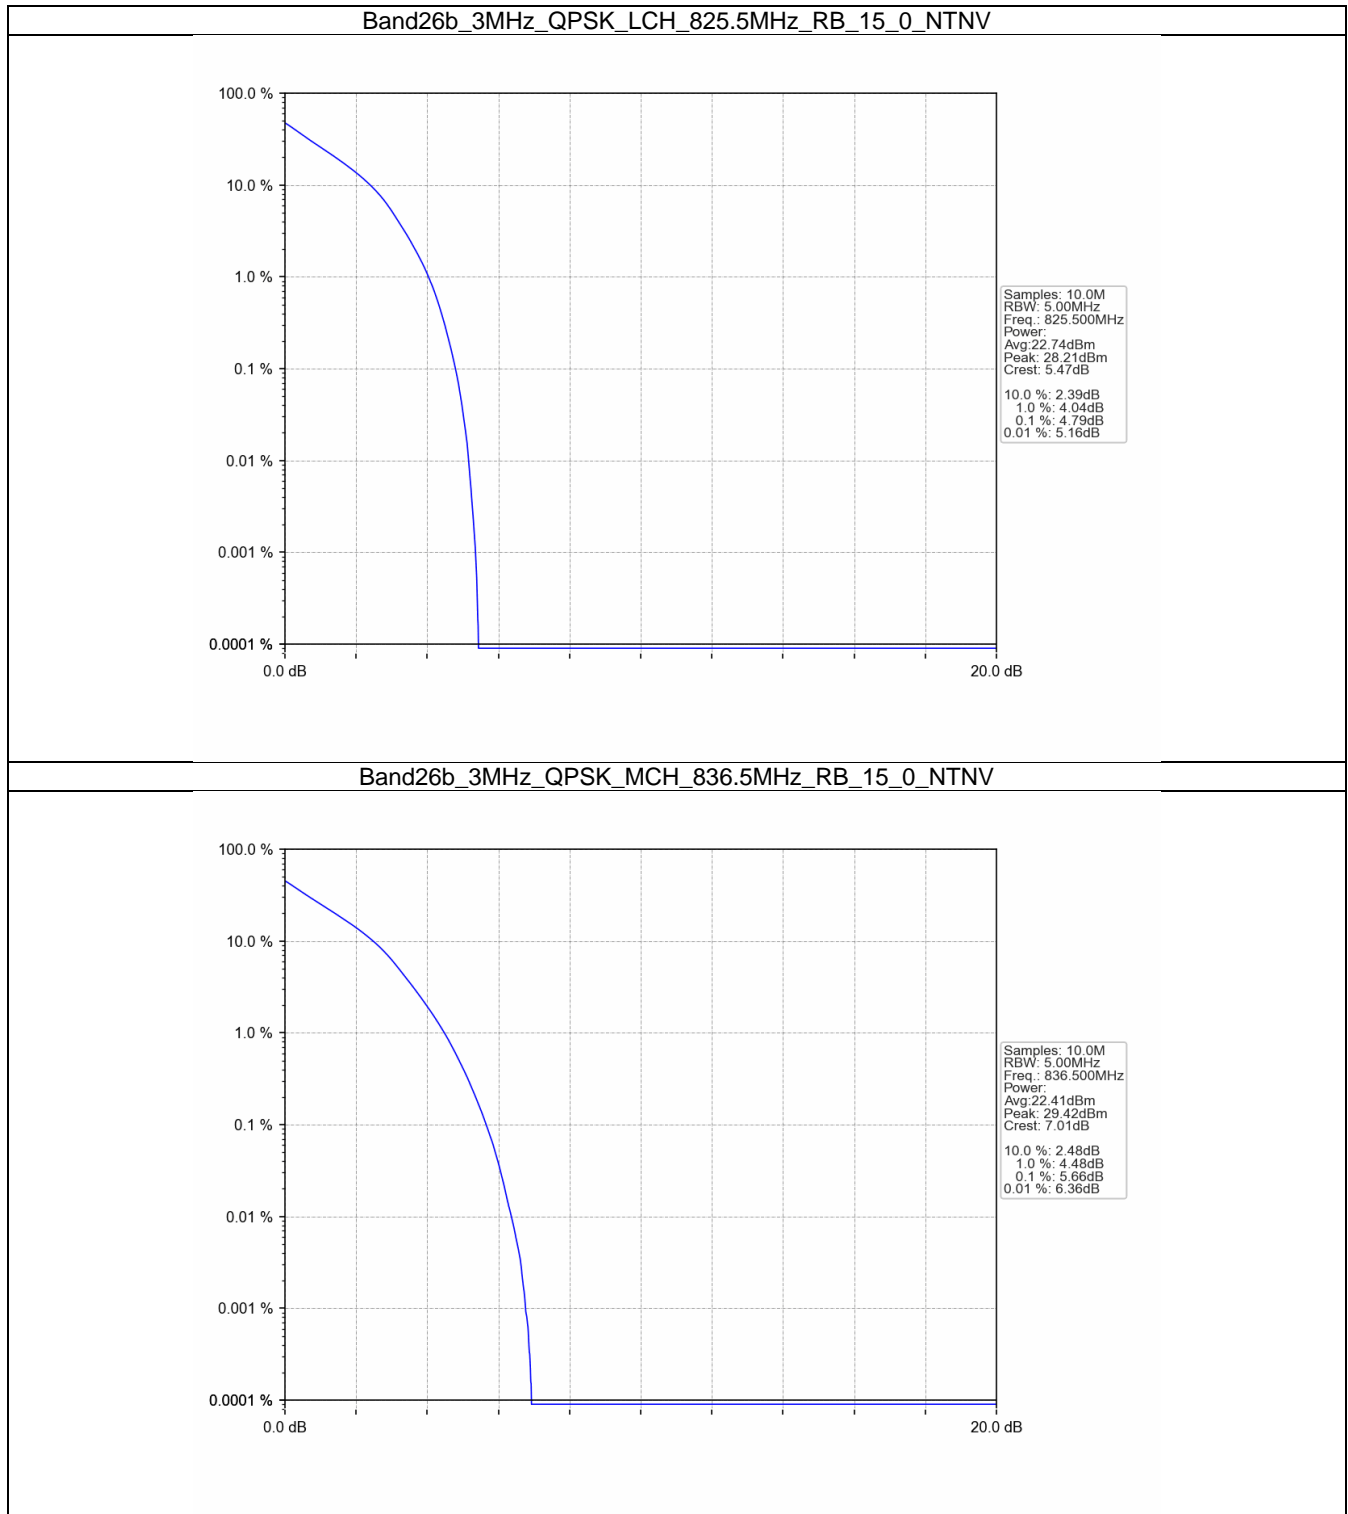 Band26b_3MHz_QPSK_LCH_825.5MHz_RB_15_0_NTNV
100.0 %
10.0 %
1.0 %
0.1 %
0.01 %
0.001 %
0.0001 %
0.0 dB
20.0 dB
Samples: 10.0M
RBW: 5.00MHz
Freq.: 825.500MHz
Power:
Avg:22.74dBm
Peak: 28.21dBm
Crest: 5.47dB
10.0 %: 2.39dB
1.0 %: 4.04dB
0.1 %: 4.79dB
0.01 %: 5.16dB
Band26b_3MHz_QPSK_MCH_836.5MHz_RB_15_0_NTNV
100.0 %
10.0 %
1.0 %
0.1 %
0.01 %
0.001 %
0.0001 %
0.0 dB
20.0 dB
Samples: 10.0M
RBW: 5.00MHz
Freq.: 836.500MHz
Power:
Avg:22.41dBm
Peak: 29.42dBm
Crest: 7.01dB
10.0 %: 2.48dB
1.0 %: 4.48dB
0.1 %: 5.66dB
0.01 %: 6.36dB